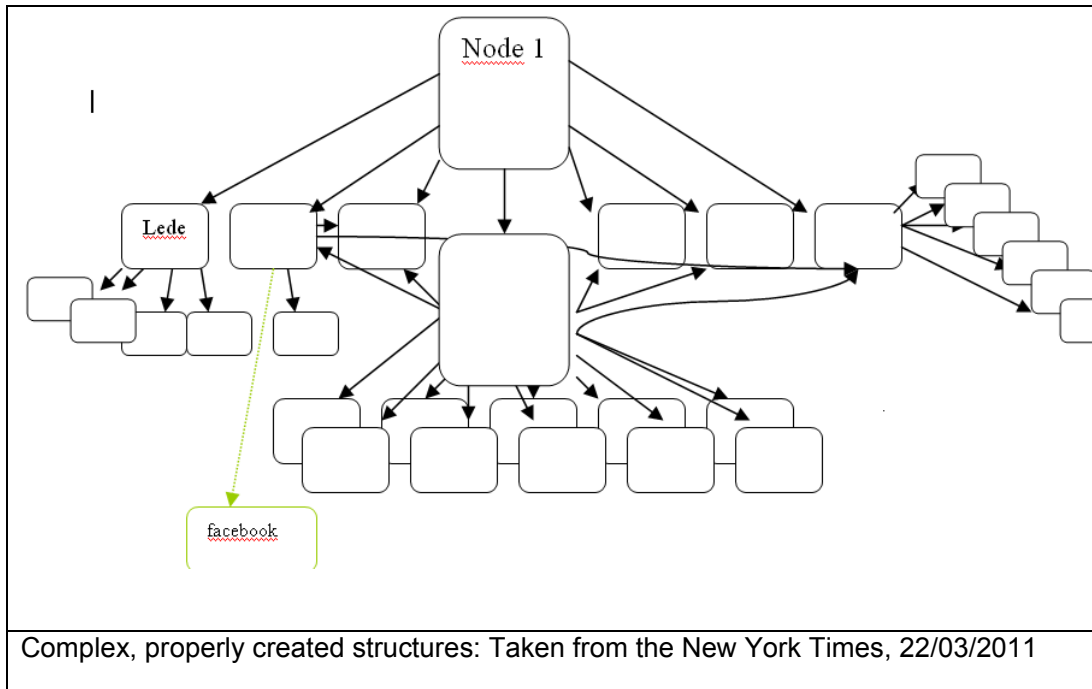 Node 1
Lede
facebook
Complex, properly created structures: Taken from the New York Times, 22/03/2011